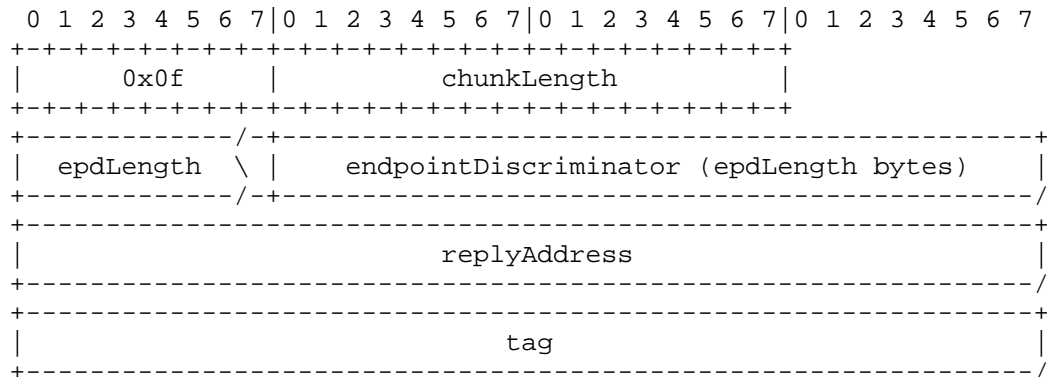 0 1 2 3 4 5 6 7|0 1 2 3 4 5 6 7|0 1 2 3 4 5 6 7|0 1 2 3 4 5 6 7
+-+-+-+-+-+-+-+-+-+-+-+-+-+-+-+-+-+-+-+-+-+-+-+-+
|      0x0f     |          chunkLength          |
+-+-+-+-+-+-+-+-+-+-+-+-+-+-+-+-+-+-+-+-+-+-+-+-+
+-------------/-+-----------------------------------------------+
|  epdLength  \ |    endpointDiscriminator (epdLength bytes)    |
+-------------/-+-----------------------------------------------/
+---------------------------------------------------------------+
|                          replyAddress                         |
+---------------------------------------------------------------/
+---------------------------------------------------------------+
|                              tag                              |
+---------------------------------------------------------------/